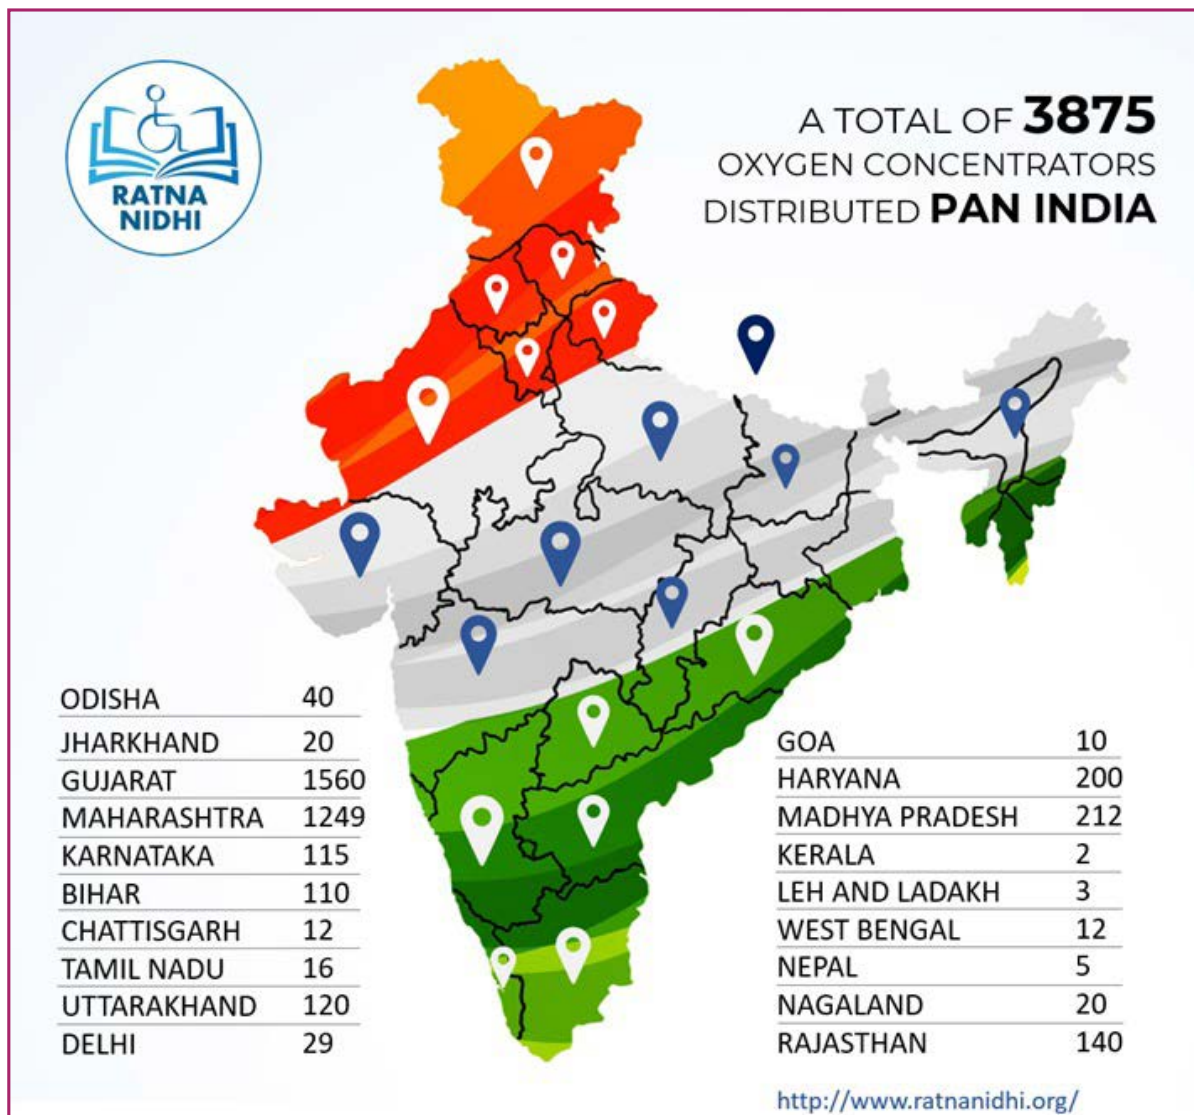 RATNA
NIDHI
A TOTAL OF 3875
OXYGEN CONCENTRATORS
DISTRIBUTED PAN INDIA
ODISHA 40
JHARKHAND 20
GUJARAT 1560
MAHARASHTRA 1249
KARNATAKA 115
BIHAR 110
CHATTISGARH 12
TAMIL NADU 16
UTTARAKHAND 120
DELHI 29
GOA 10
HARYANA 200
MADHYA PRADESH 212
KERALA 2
LEH AND LADAKH 3
WEST BENGAL 12
NEPAL 5
NAGALAND 20
RAJASTHAN 140
http://www.ratnanidhi.org/